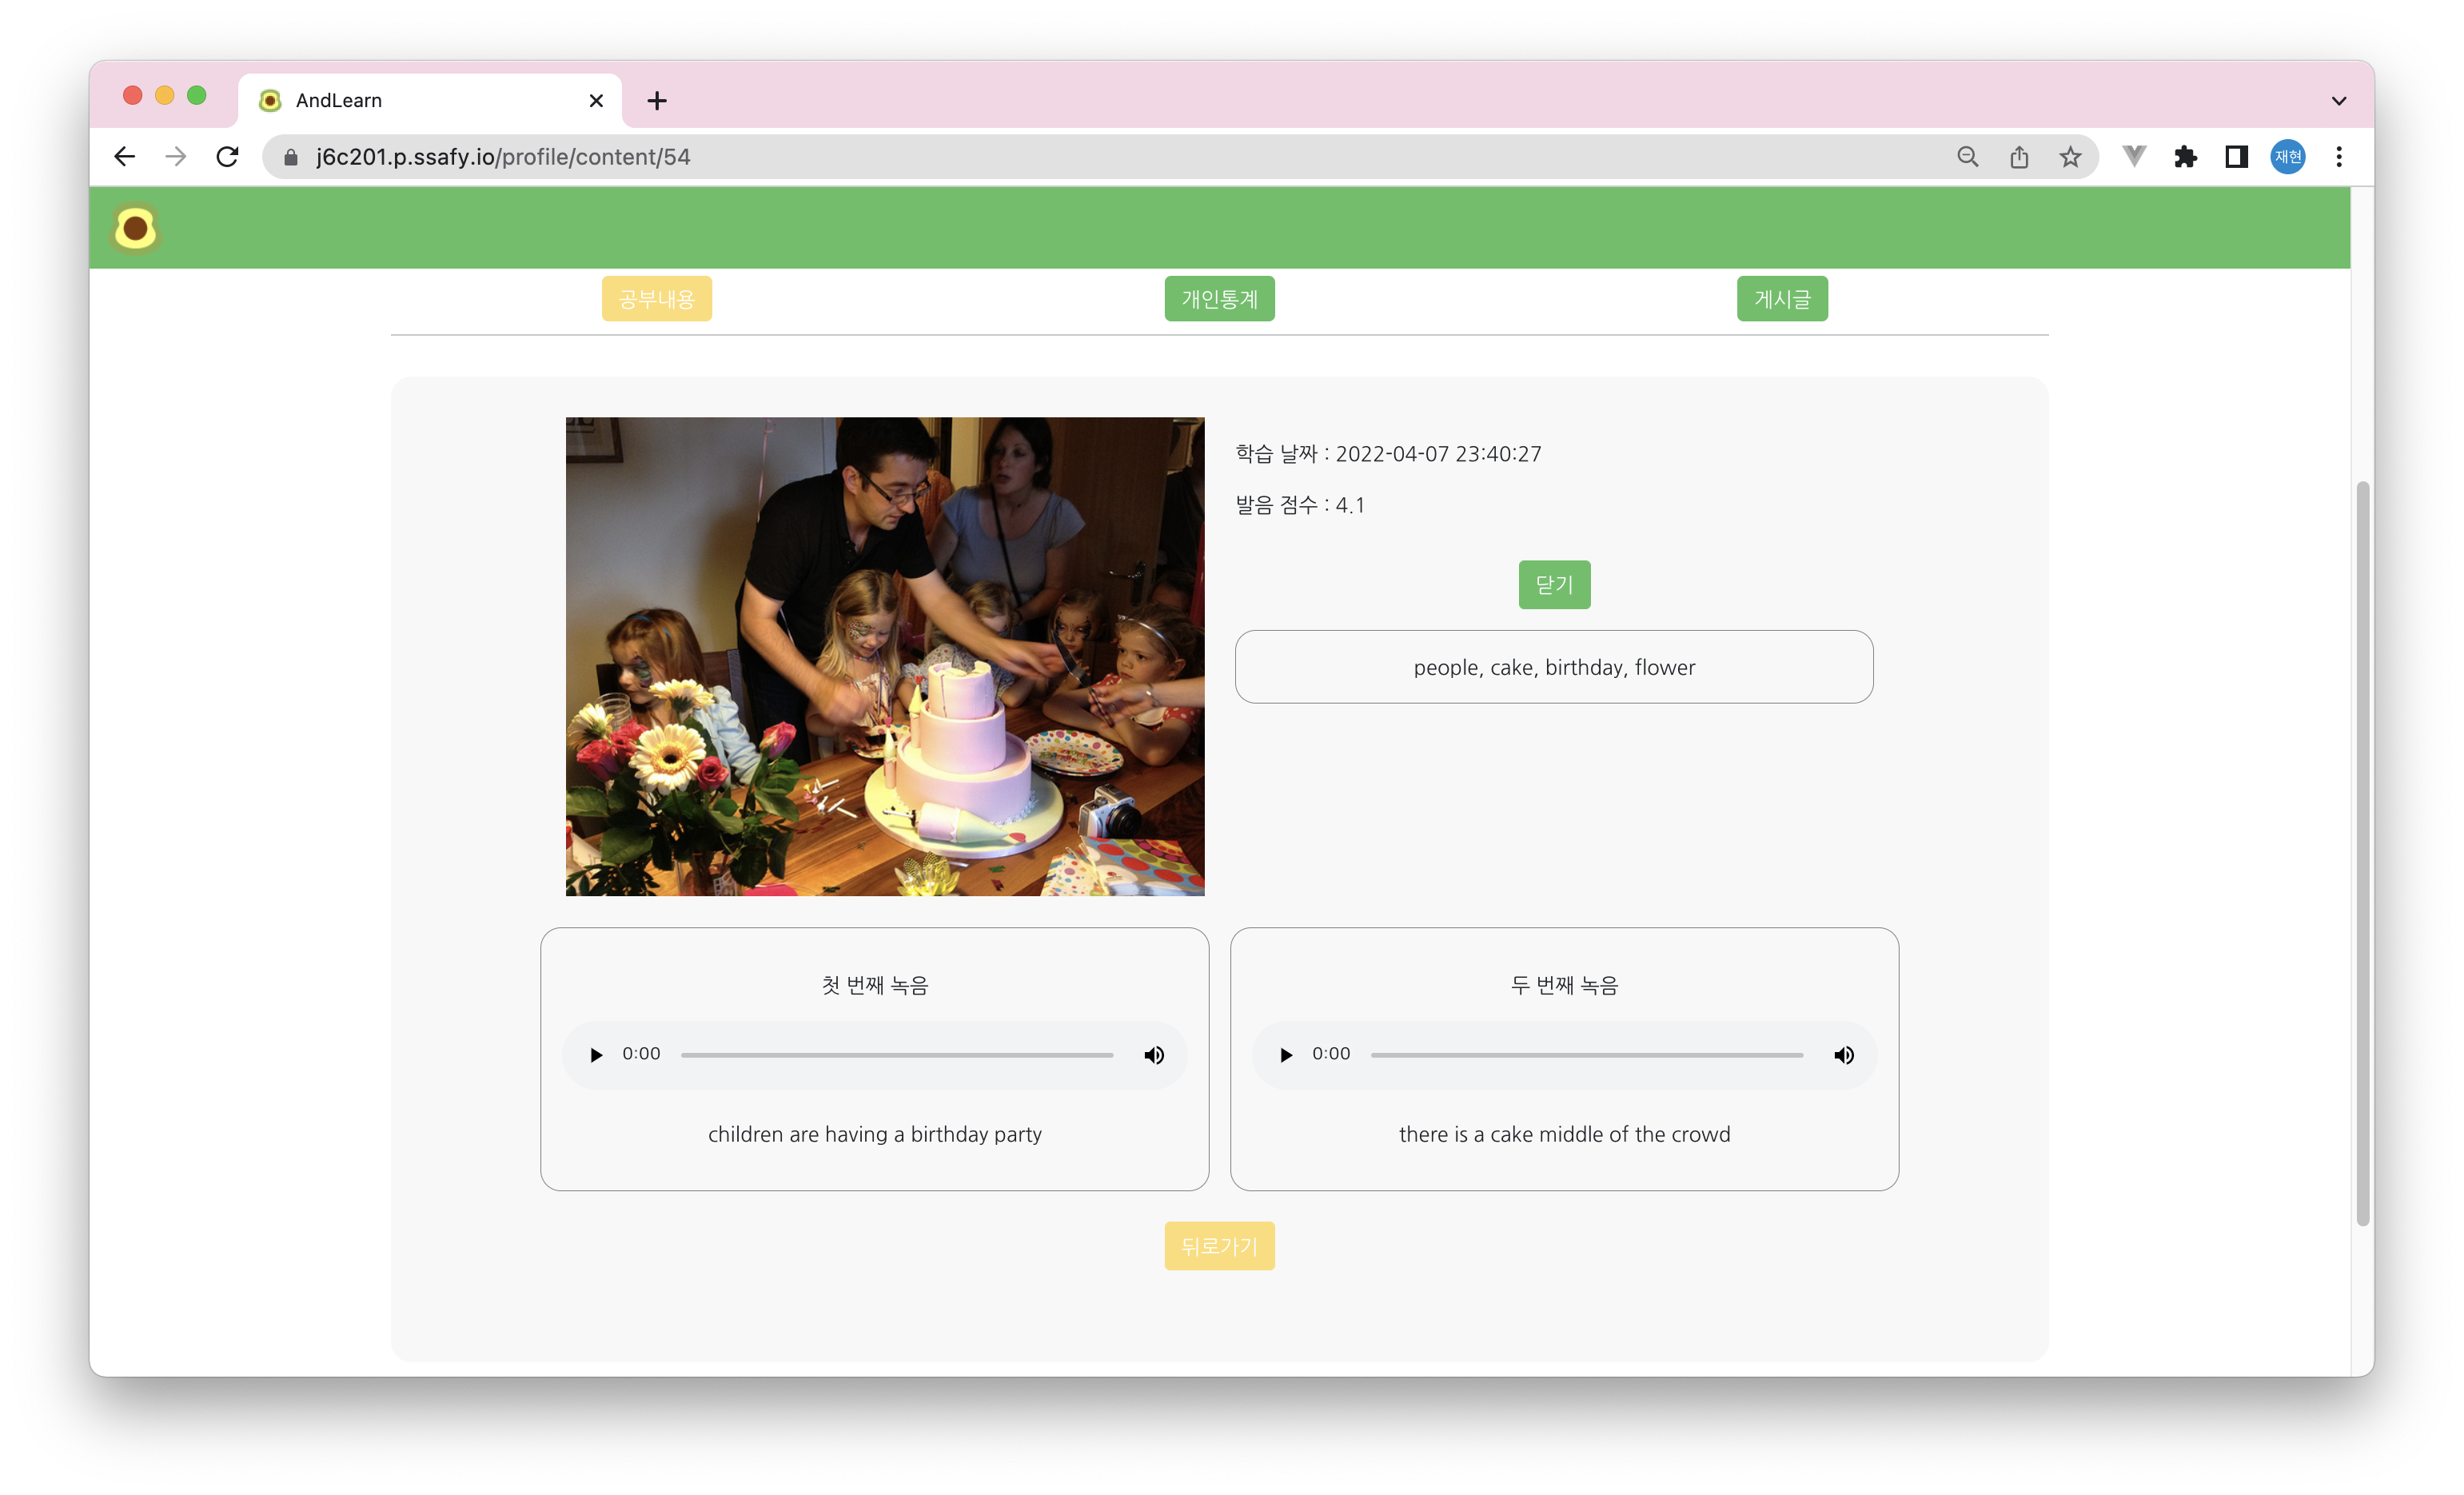 AndLearn
j6c201.p.ssafy.io/profile/content/54
재현
공부내용 개인통계 게시글
학습 날짜 : 2022-04-07 23:40:27
발음 점수 : 4.1
닫기
people, cake, birthday, flower
첫 번째 녹음
0:00
children are having a birthday party
두 번째 녹음
0:00
there is a cake middle of the crowd
뒤로가기